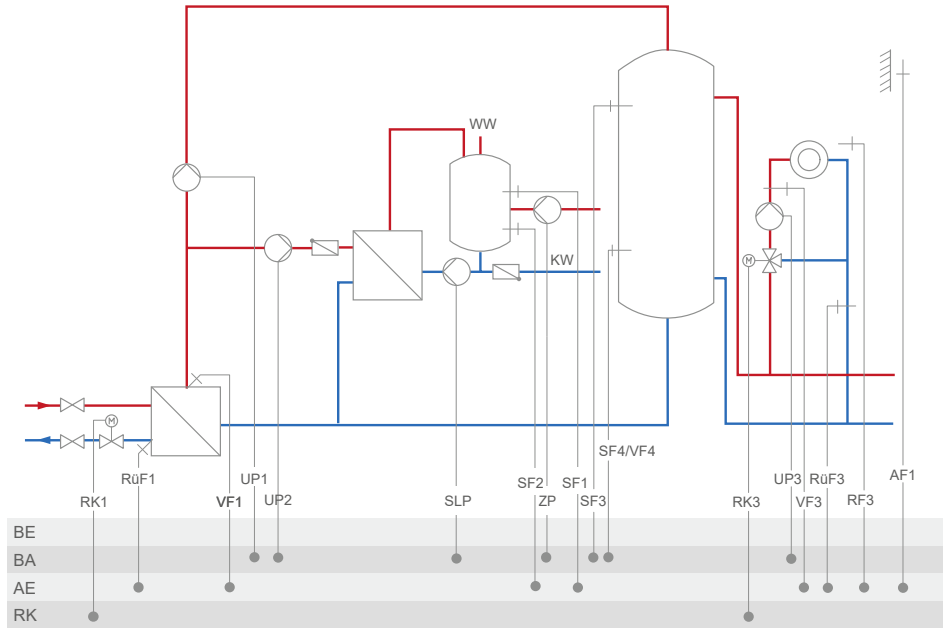 WW
KW
M
M
SF4/VF4
RüF1
UP1
UP3
RüF3
AF1
SF2
SF1
RK1
VF1
UP2
SLP
ZP
SF3
RK3
VF3
RF3
BE
BA
AE
RK